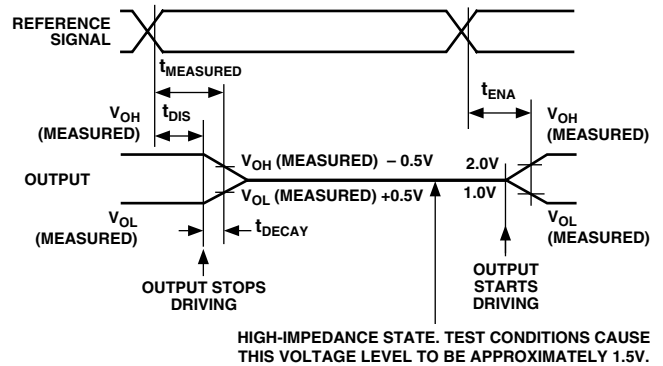 REFERENCE
SIGNAL
tMEASURED
tENA
VOH
(MEASURED)
tDIS
VOH
(MEASURED)
VOH (MEASURED) – 0.5V
2.0V
OUTPUT
VOL (MEASURED) +0.5V
1.0V
VOL
(MEASURED)
tDECAY
VOL
(MEASURED)
OUTPUT STOPS
DRIVING
OUTPUT
STARTS
DRIVING
HIGH-IMPEDANCE STATE. TEST CONDITIONS CAUSE
THIS VOLTAGE LEVEL TO BE APPROXIMATELY 1.5V.